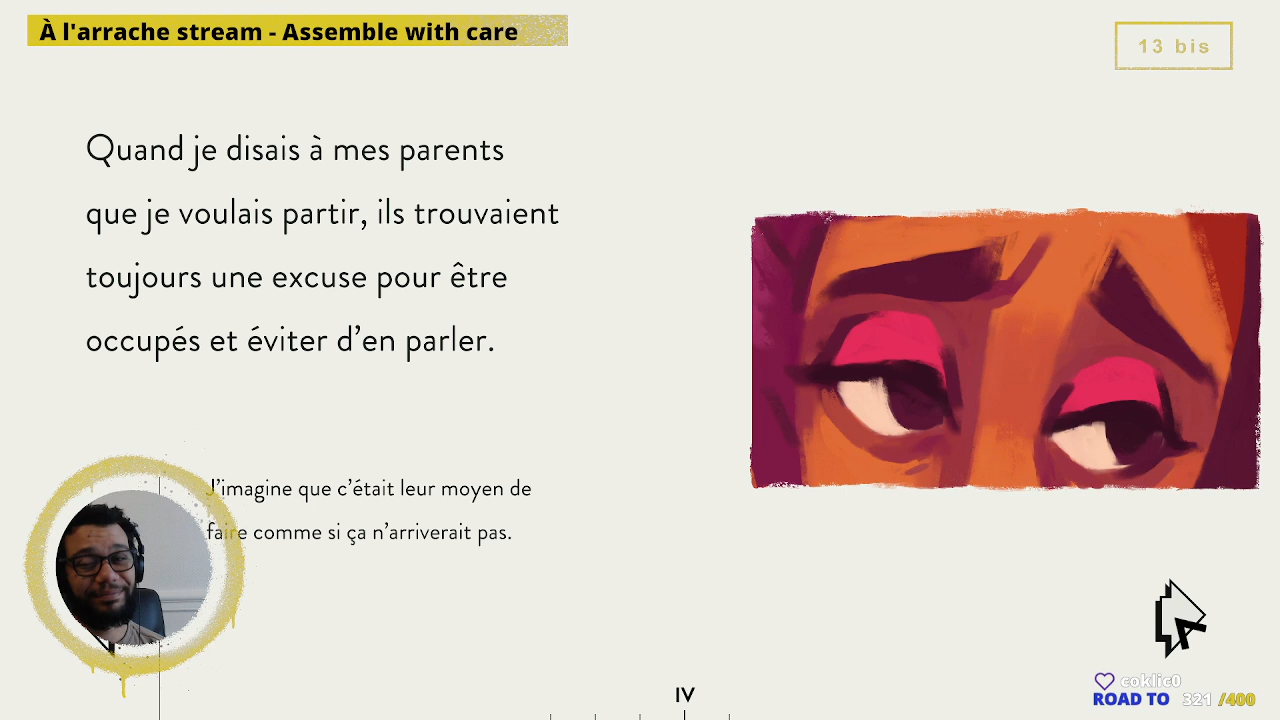 À l'arrache stream - Assemble with care
13 bis
Quand je disais à mes parents
que je voulais partir, ils trouvaient
toujours une excuse pour être
occupés et éviter d’en parler.
J’imagine que c’était leur moyen de
faire comme si ça n’arriverait pas.
coklic0
ROAD TO 321 /400
IV